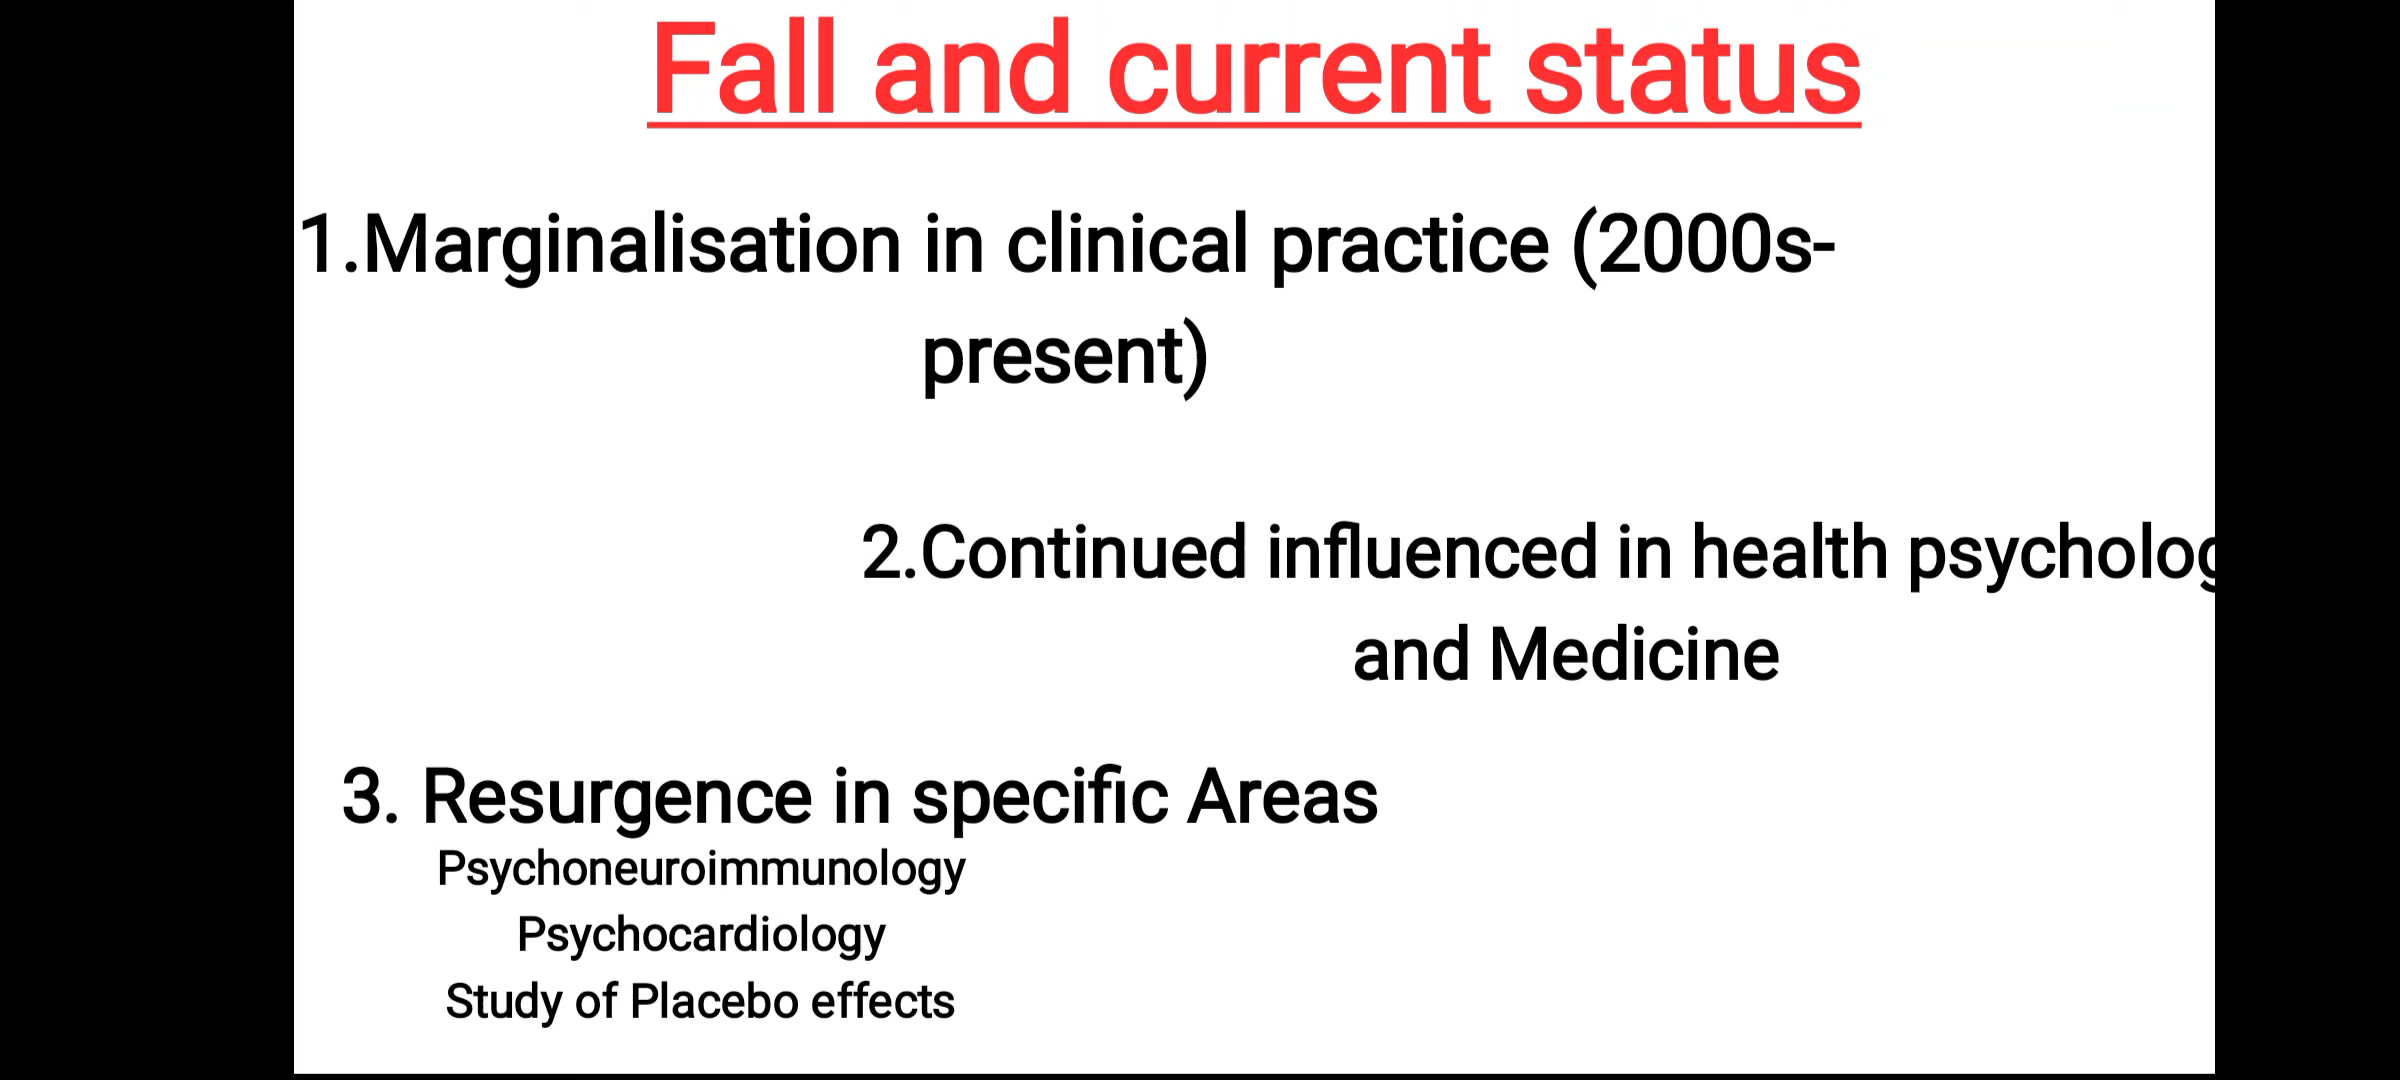 Fall and current status
1.Marginalisation in clinical practice (2000s-
present)
2.Continued influenced in health psycholog
and Medicine
3. Resurgence in specific Areas
Psychoneuroimmunology
Psychocardiology
Study of Placebo effects